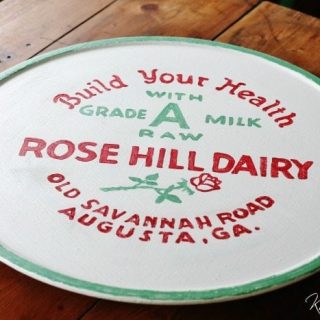 Build Your Health
WITH
GRADE A MILK
RAW
ROSE HILL DAIRY
OLD SAVANNAH ROAD
AUGUSTA, GA.